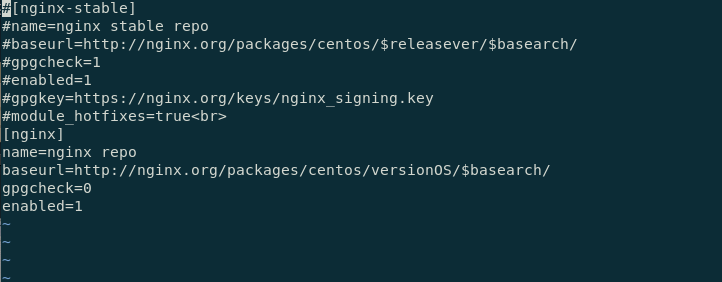 #[nginx-stable]
#name=nginx stable repo
#baseurl=http://nginx.org/packages/centos/$releasever/$basearch/
#gpgcheck=1
#enabled=1
#gpgkey=https://nginx.org/keys/nginx_signing.key
#module_hotfixes=true<br>
[nginx]
name=nginx repo
baseurl=http://nginx.org/packages/centos/versionOS/$basearch/
gpgcheck=0
enabled=1
~
~
~
~